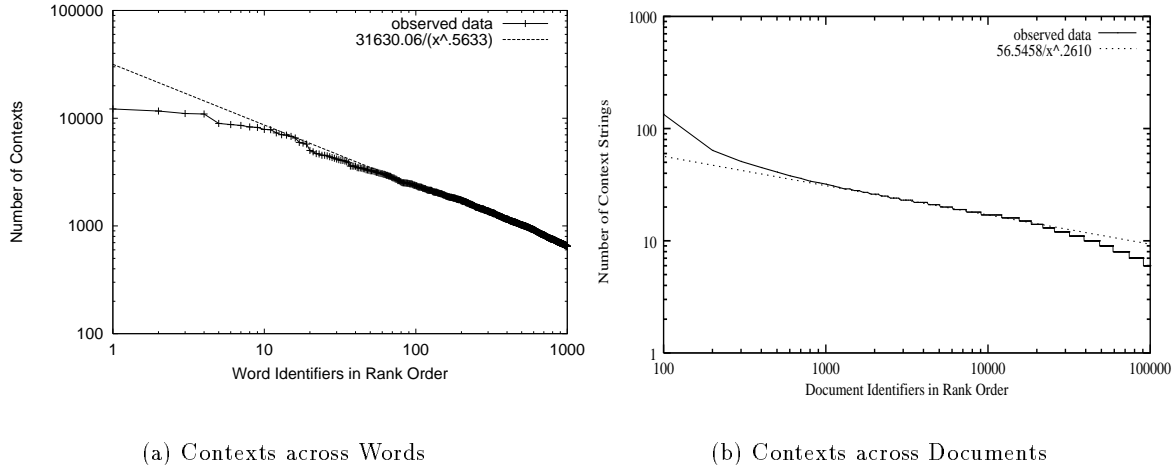 100000
10000
1000
100
Number of Contexts
observed data
31630.06/(x^.5633)
1
10
100
1000
Word Identifiers in Rank Order
(a) Contexts across Words
1000
100
10
1
Number of Context Strings
observed data
56.5458/x^.2610
100
1000
10000
100000
Document Identifiers in Rank Order
(b) Contexts across Documents